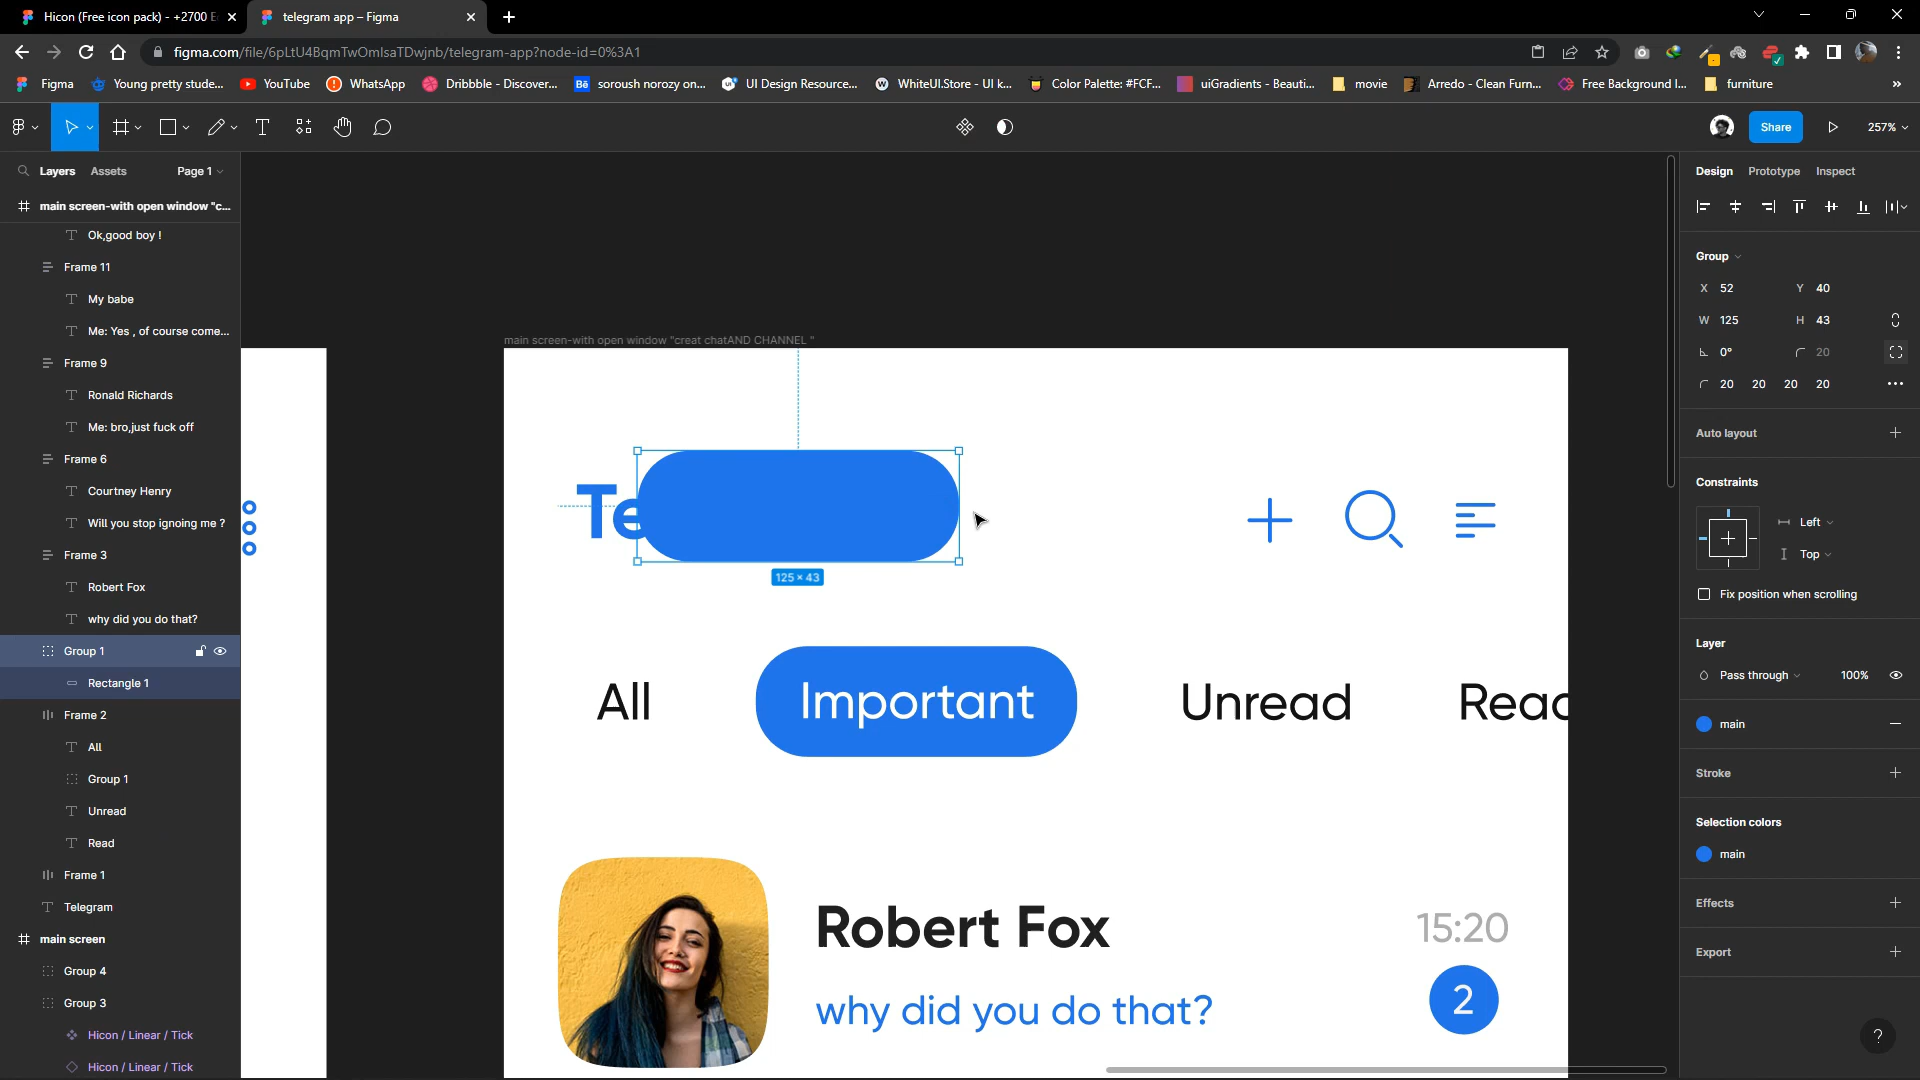 Hicon (Free icon pack) - +2700 E
telegram app – Figma
figma.com/file/6pLtU4BqmTwOmlsaTDwjnb/telegram-app?node-id=0%3A1
Figma
Young pretty stude...
YouTube
WhatsApp
Dribbble - Discover...
soroush norozy on...
UI Design Resource...
WhiteUI.Store - UI k...
Color Palette: #FCF...
uiGradients - Beauti...
movie
Arredo - Clean Furn...
Free Background I...
furniture
Share
257%
Layers
Assets
Page 1
main screen-with open window "c...
Ok,good boy !
Frame 11
My babe
Me: Yes , of course come...
Frame 9
Ronald Richards
Me: bro,just fuck off
Frame 6
Courtney Henry
Will you stop ignoing me ?
Frame 3
Robert Fox
why did you do that?
Group 1
Rectangle 1
Frame 2
All
Group 1
Unread
Read
Frame 1
Telegram
main screen
Group 4
Group 3
Hicon / Linear / Tick
Hicon / Linear / Tick
main screen-with open window "creat chatAND CHANNEL "
Te
125 × 43
All
Important
Unread
Read
Robert Fox
15:20
why did you do that?
2
Design
Prototype
Inspect
Group
X 52
Y 40
W 125
H 43
0°
20
20 20 20 20
Auto layout
Constraints
Left
Top
Fix position when scrolling
Layer
Pass through
100%
main
Stroke
Selection colors
main
Effects
Export
?